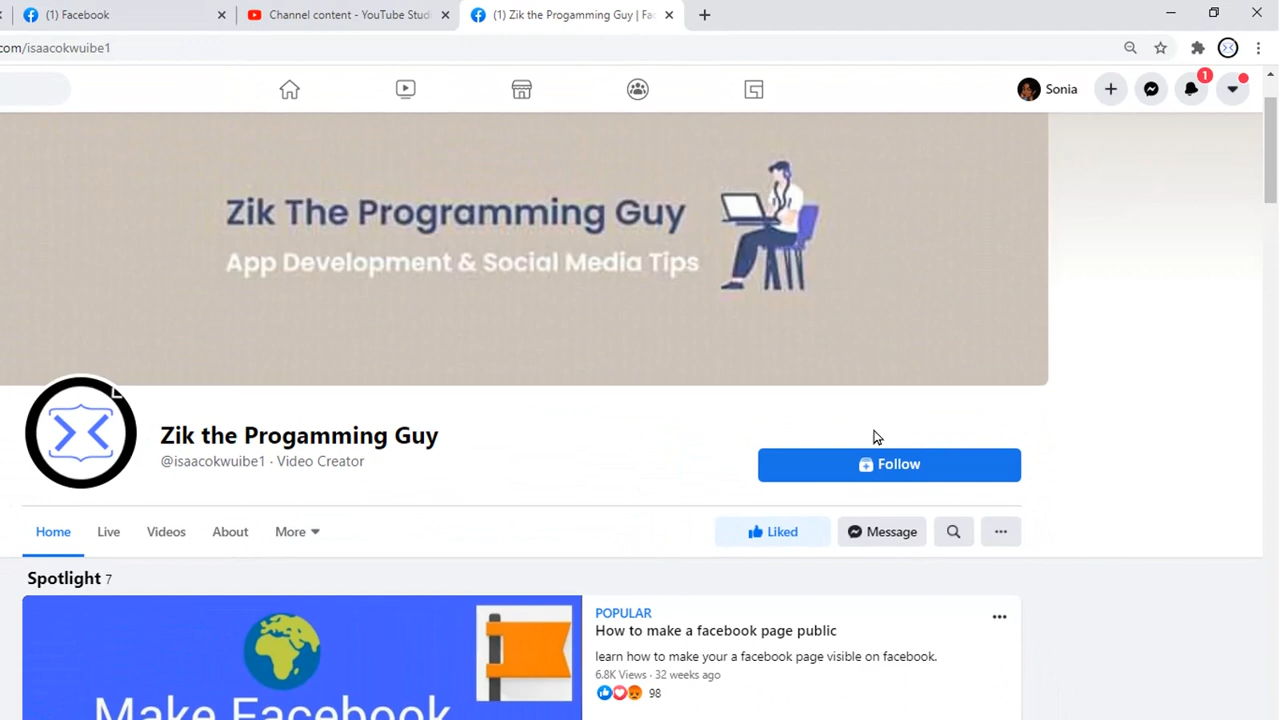 (1) Facebook
Channel content - YouTube Studi
(1) Zik the Progamming Guy | Fac
com/isaacokwuibe1
Sonia
1
Zik The Programming Guy
App Development & Social Media Tips
Zik the Progamming Guy
@isaacokwuibe1 · Video Creator
Follow
Home Live Videos About More
Liked Message
Spotlight 7
POPULAR
How to make a facebook page public
learn how to make your a facebook page visible on facebook.
6.8K Views · 32 weeks ago
98
Make Facebook